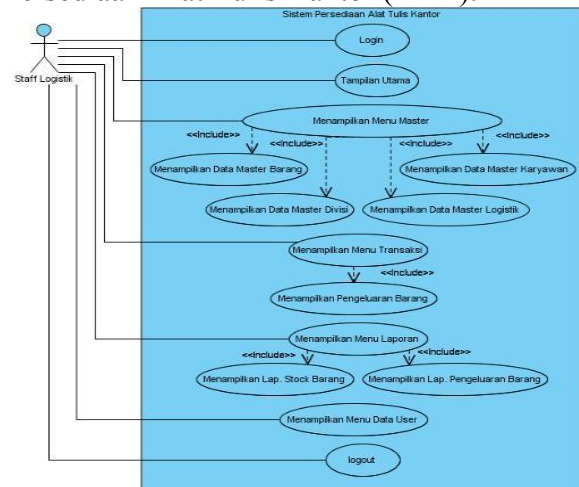 Sistem Persediaan Alat Tulis Kantor
Login
Staff Logistik
Tampilan Utama
Menampilkan Menu Master
<<Include>>
<<Include>>
<<Include>>
<<Include>>
Menampilkan Data Master Barang
Menampilkan Data Master Karyawan
Menampilkan Data Master Divisi
Menampilkan Data Master Logistik
Menampilkan Menu Transaksi
<<Include>>
Menampilkan Pengeluaran Barang
Menampilkan Menu Laporan
<<Include>>
<<Include>>
Menampilkan Lap. Stock Barang
Menampilkan Lap. Pengeluaran Barang
Menampilkan Menu Data User
logout